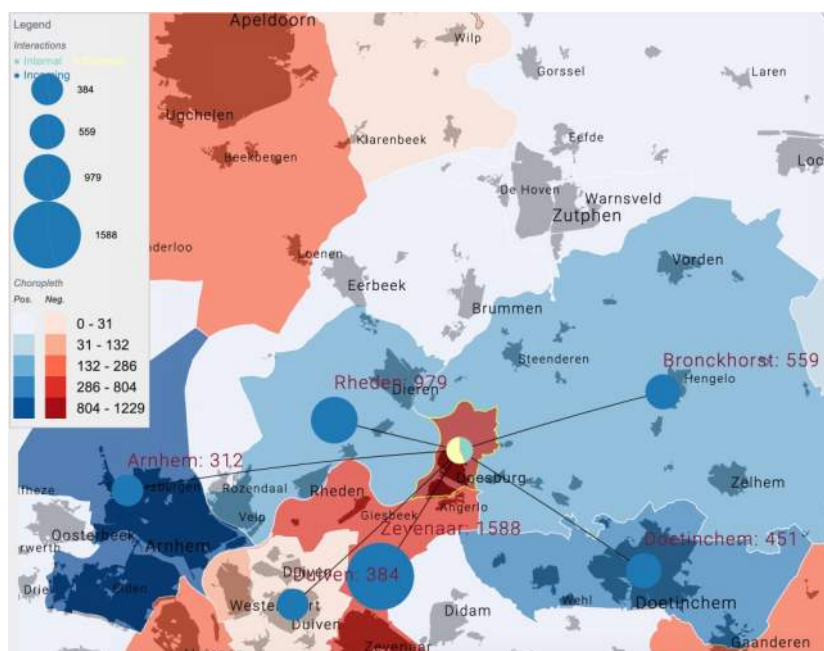 Legend
Interactions
Internal
Incoming
384
559
979
1588
Choropleth
Pos. Neg.
0 - 31
31 - 132
132 - 286
286 - 804
804 - 1229
Apeldoorn
Wilp
Gorssel
Laren
Ugchelen
Klarenbeek
Eefde
Beekbergen
De Hoven
Warnsveld
Zutphen
Loenen
Eerbeek
Vorden
Brummen
Steenderen
Bronckhorst: 559
Rheden: 979
Hengelo
Dieren
Arnhem: 312
Doesburg
Zelhem
Rozendaal
Rheden
Velp
Giesbeek
Angerlo
Oosterbeek
Zevenaar: 1588
Doetinchem: 451
Arnhem
Duiven
Duiven: 384
Elden
Wehl
Doetinchem
Didam
Duiven
Zevenaar
Gaanderen